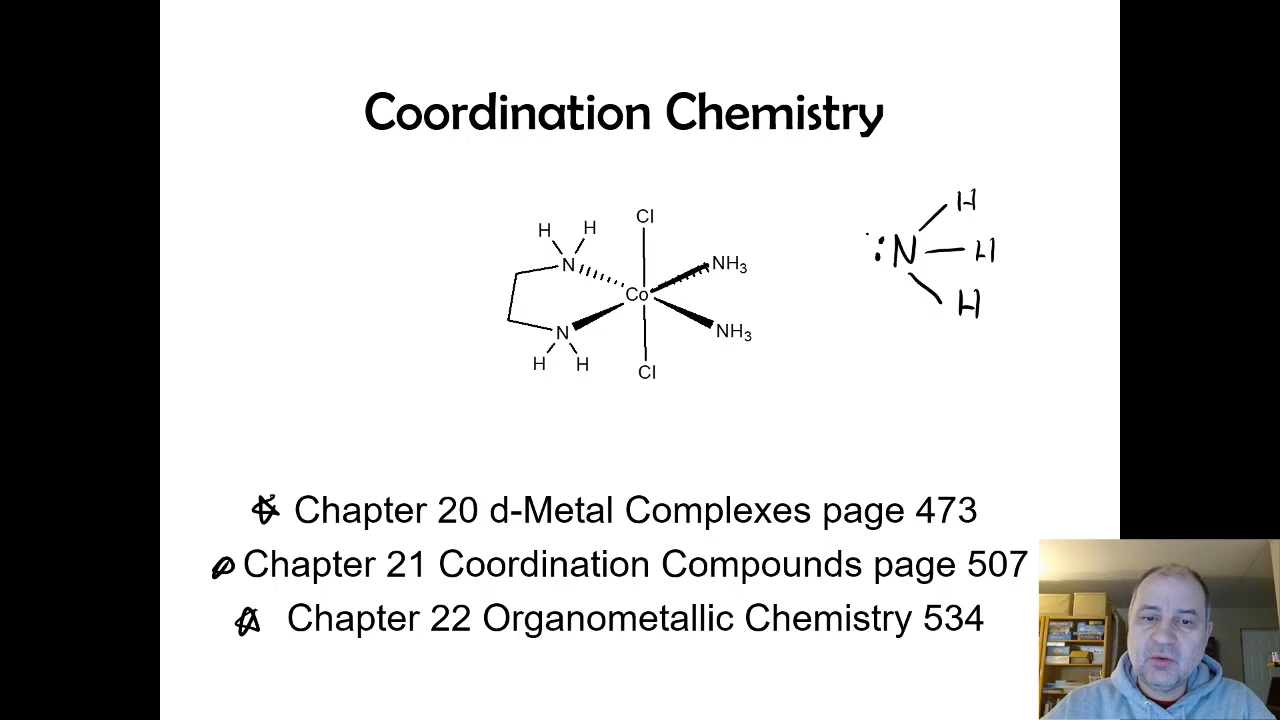 Coordination Chemistry
Cl
H H
N
NH3
Co
N
NH3
H H
Cl
H
:N H
H
Chapter 20 d-Metal Complexes page 473
Chapter 21 Coordination Compounds page 507
Chapter 22 Organometallic Chemistry 534